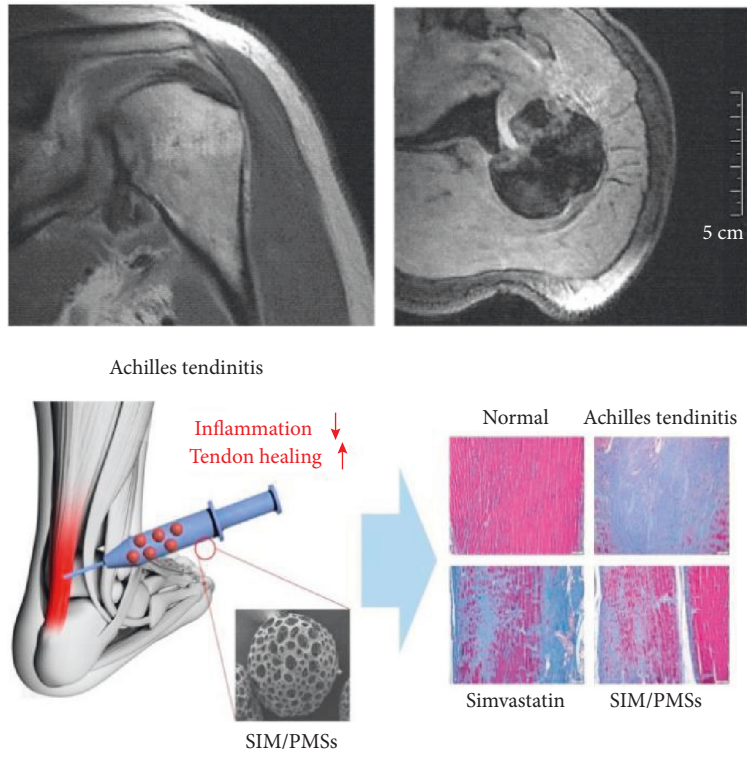 5 cm
Achilles tendinitis
Inflammation ↓
Tendon healing ↑
Normal
Achilles tendinitis
Simvastatin
SIM/PMSs
SIM/PMSs